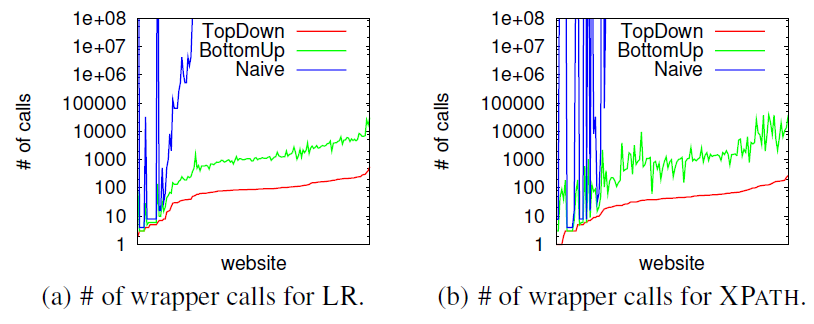 # of calls
1e+08
1e+07
1e+06
100000
10000
1000
100
10
1
TopDown
BottomUp
Naive
website
(a) # of wrapper calls for LR.
# of calls
1e+08
1e+07
1e+06
100000
10000
1000
100
10
1
TopDown
BottomUp
Naive
website
(b) # of wrapper calls for XPATH.